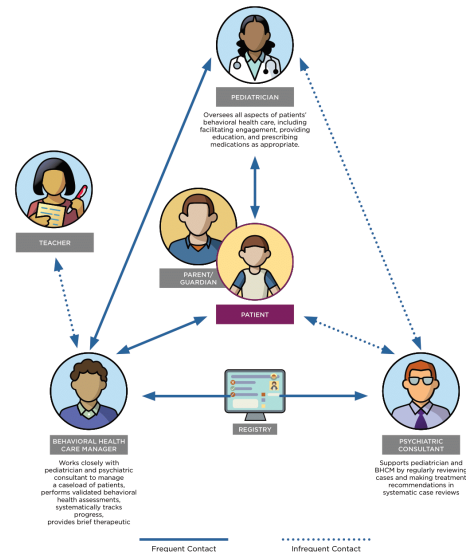 PEDIATRICIAN
Oversees all aspects of patients'
behavioral health care, including
facilitating engagement, providing
education, and prescribing
medications as appropriate.
TEACHER
PARENT/
GUARDIAN
PATIENT
BEHAVIORAL HEALTH
CARE MANAGER
Works closely with
pediatrician and psychiatric
consultant to manage
a caseload of patients,
performs validated behavioral
health assessments,
systematically tracks
progress,
provides brief therapeutic
REGISTRY
PSYCHIATRIC
CONSULTANT
Supports pediatrician and
BHCM by regularly reviewing
cases and making treatment
recommendations in
systematic case reviews
Frequent Contact
Infrequent Contact